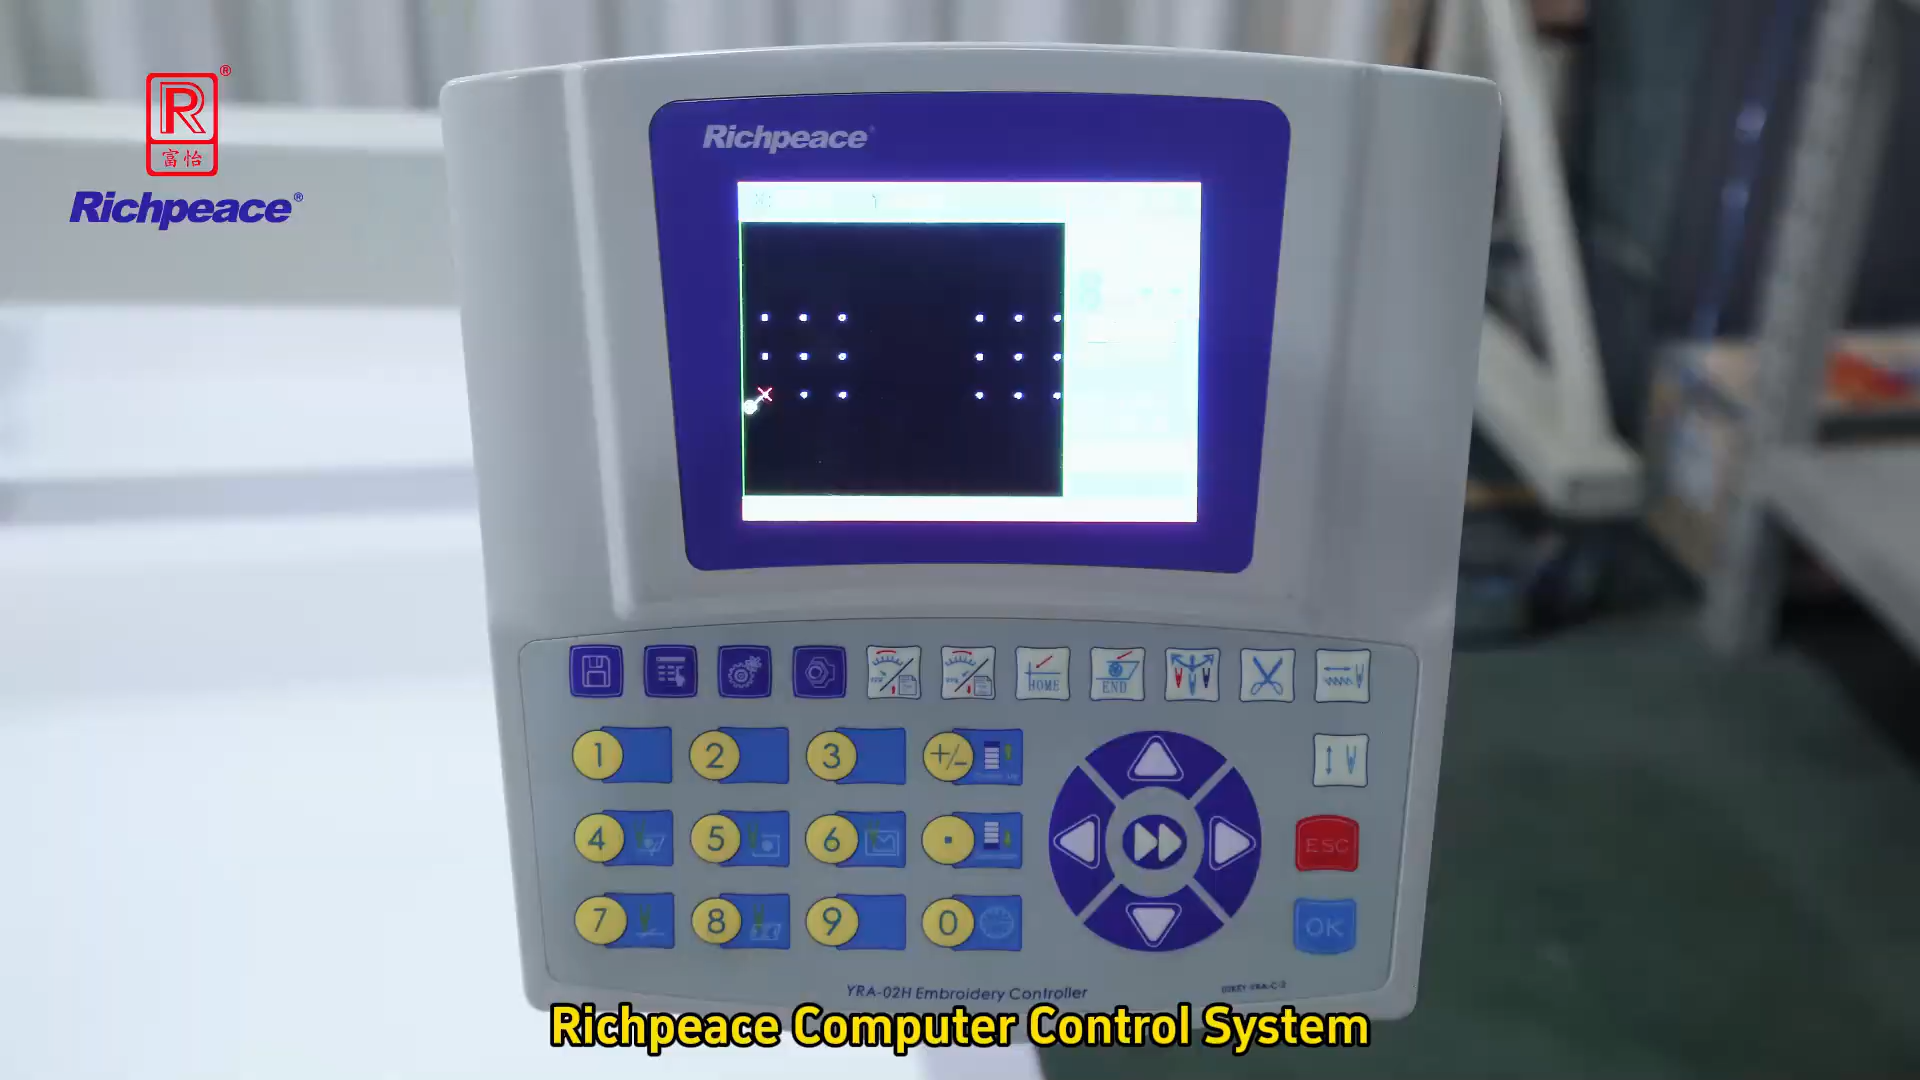 R®
富怡
Richpeace®
Richpeace®
HOME
END
1
2
3
+/-
4
5
6
ESC
7
8
9
0
OK
YRA-02H Embroidery Controller
Richpeace Computer Control System